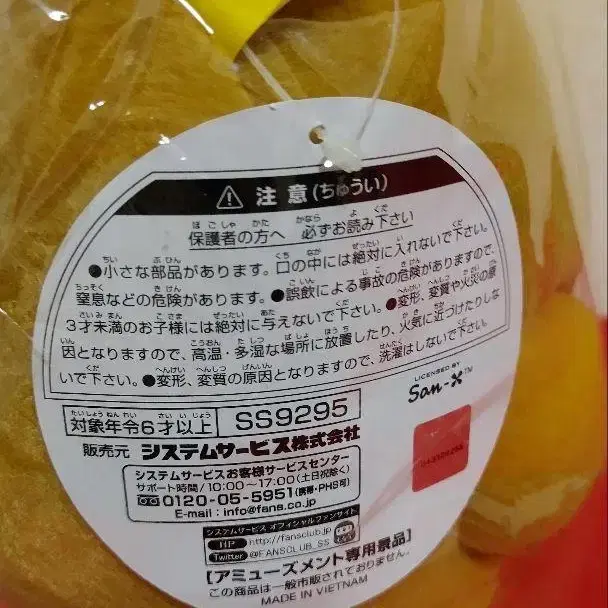 注意(ちゅうい)
保護者の方へ 必ずお読み下さい
●小さな部品があります。口の中には絶対に入れないで下さい。
窒息などの危険があります。●誤飲による事故の危険がありますので、
3才未満のお子様には絶対に与えないで下さい。●変形、変質や火災の原
因となりますので、高温・多湿な場所に放置したり、火気に近づけたりしな
いで下さい。●変形、変質の原因となりますので、洗濯はしないで下さい。
LICENSED BY
San-X™
対象年令6才以上 SS9295
販売元 システムサービス株式会社
システムサービスお客様サービスセンター
サポート時間/10:00～17:00(土日祝除く)
0120-05-5951(携帯・PHS可)
E-mail : info@fans.co.jp
システムサービス オフィシャルファンサイト
HP http://fansclub.jp
Twitter @FANSCLUB_SS
[アミューズメント専用景品]
この商品は一般市販されておりません。
MADE IN VIETNAM